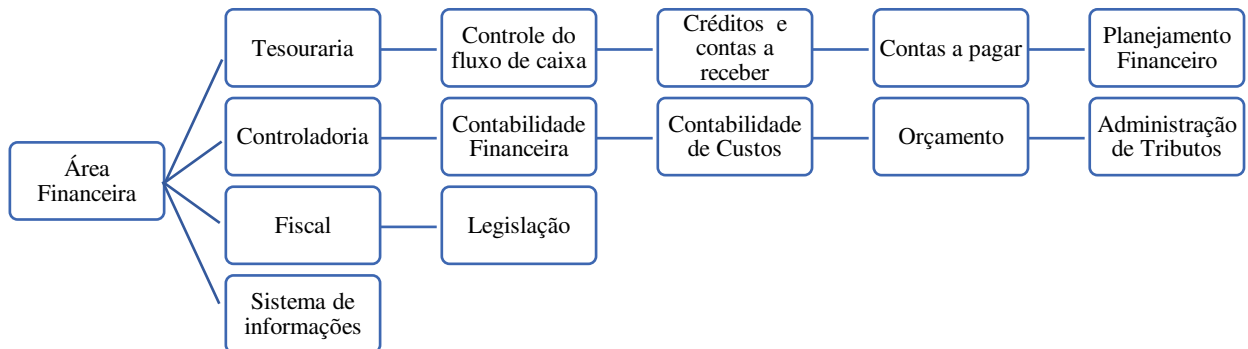 Tesouraria
Controle do
fluxo de caixa
Créditos e
contas a
receber
Contas a pagar
Planejamento
Financeiro
Área
Financeira
Controladoria
Contabilidade
Financeira
Contabilidade
de Custos
Orçamento
Administração
de Tributos
Fiscal
Legislação
Sistema de
informações